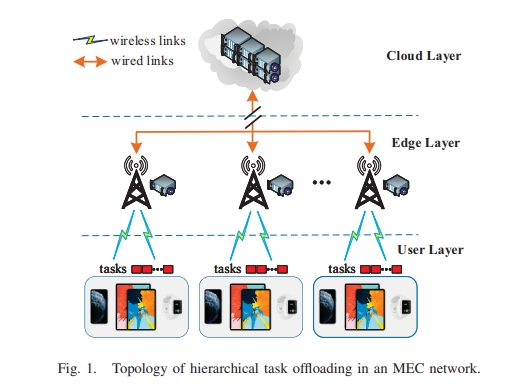 wireless links
wired links
Cloud Layer
Edge Layer
User Layer
tasks
tasks
tasks
Fig. 1. Topology of hierarchical task offloading in an MEC network.